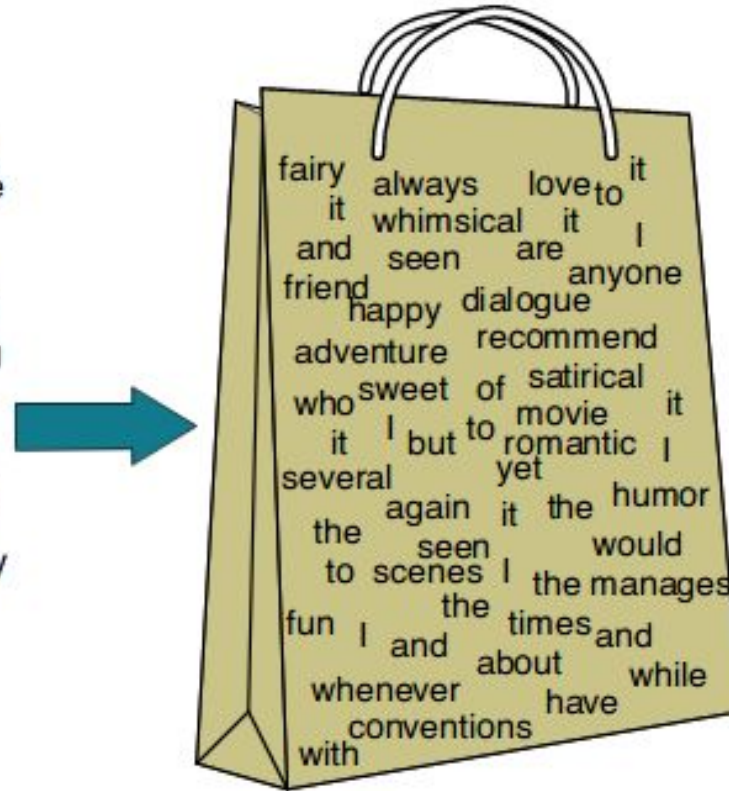 fairy always love to it
it whimsical it I
and seen are
friend anyone
happy dialogue
adventure recommend
who sweet of satirical
it I but to movie it
romantic I
several yet
again it the humor
the seen would
to scenes I the manages
the
fun I and times and
about while
whenever have
conventions
with